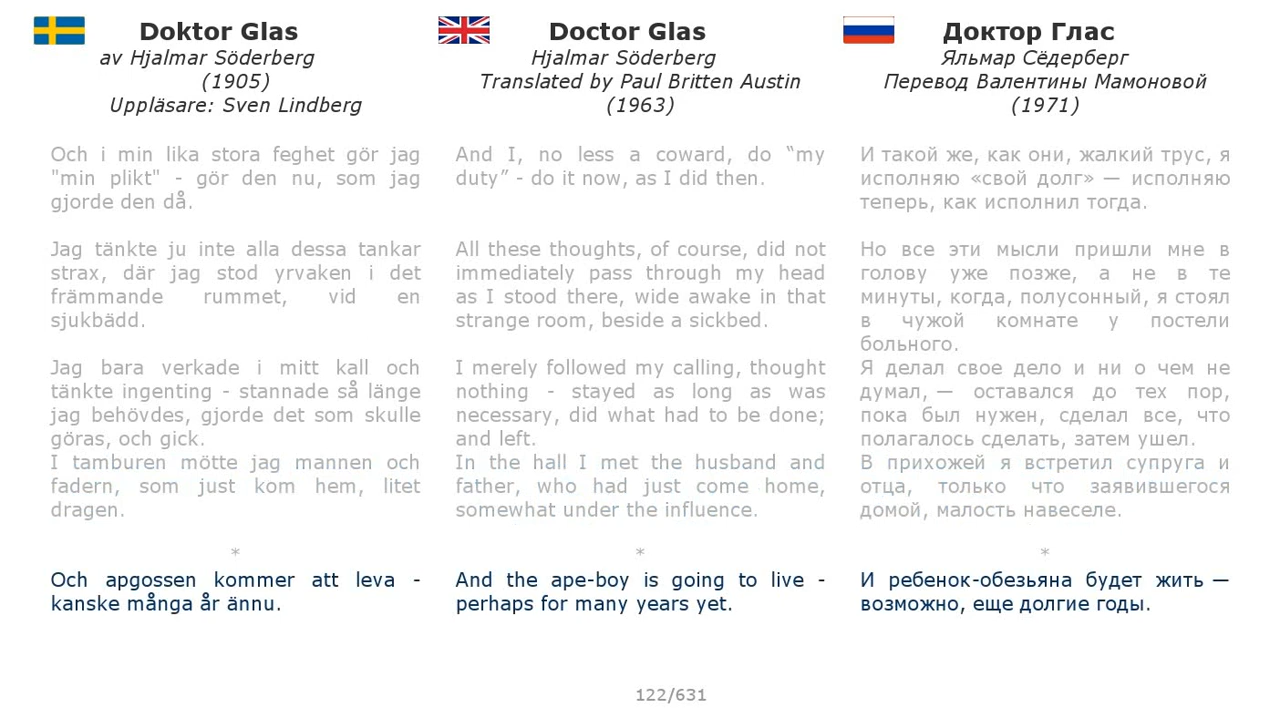 Doktor Glas
av Hjalmar Söderberg
(1905)
Uppläsare: Sven Lindberg
Och i min lika stora feghet gör jag
"min plikt" - gör den nu, som jag
gjorde den då.
Jag tänkte ju inte alla dessa tankar
strax, där jag stod yrvaken i det
främmande rummet, vid en
sjukbädd.
Jag bara verkade i mitt kall och
tänkte ingenting - stannade så länge
jag behövdes, gjorde det som skulle
göras, och gick.
I tamburen mötte jag mannen och
fadern, som just kom hem, litet
dragen.
*
Och apgossen kommer att leva -
kanske många år ännu.
Doctor Glas
Hjalmar Söderberg
Translated by Paul Britten Austin
(1963)
And I, no less a coward, do “my
duty” - do it now, as I did then.
All these thoughts, of course, did not
immediately pass through my head
as I stood there, wide awake in that
strange room, beside a sickbed.
I merely followed my calling, thought
nothing - stayed as long as was
necessary, did what had to be done;
and left.
In the hall I met the husband and
father, who had just come home,
somewhat under the influence.
*
And the ape-boy is going to live -
perhaps for many years yet.
Доктор Глас
Яльмар Сёдерберг
Перевод Валентины Мамоновой
(1971)
И такой же, как они, жалкий трус, я
исполняю «свой долг» — исполняю
теперь, как исполнил тогда.
Но все эти мысли пришли мне в
голову уже позже, а не в те
минуты, когда, полусонный, я стоял
в чужой комнате у постели
больного.
Я делал свое дело и ни о чем не
думал, — оставался до тех пор,
пока был нужен, сделал все, что
полагалось сделать, затем ушел.
В прихожей я встретил супруга и
отца, только что заявившегося
домой, малость навеселе.
*
И ребенок-обезьяна будет жить —
возможно, еще долгие годы.
122/631